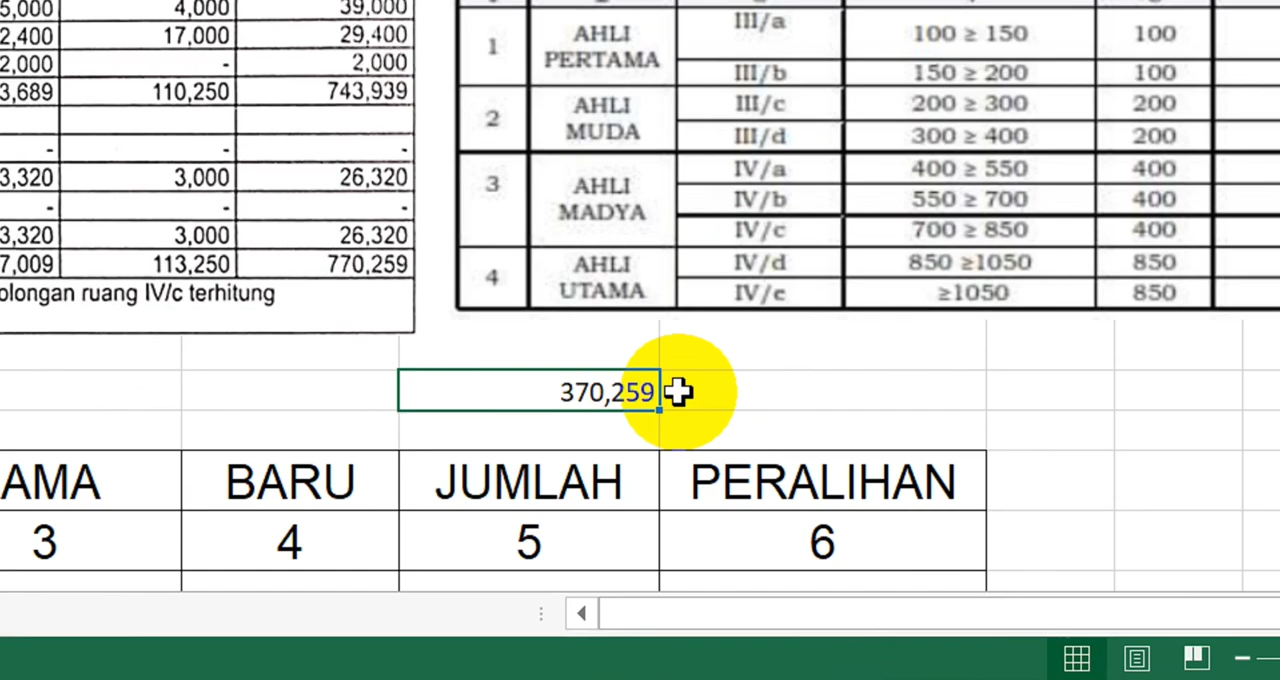 5,000 4,000 39,000
2,400 17,000 29,400
2,000 - 2,000
3,689 110,250 743,939
- - -
3,320 3,000 26,320
- - -
3,320 3,000 26,320
7,009 113,250 770,259
olongan ruang IV/c terhitung
1 AHLI PERTAMA III/a 100 ≥ 150 100
III/b 150 ≥ 200 100
2 AHLI MUDA III/c 200 ≥ 300 200
III/d 300 ≥ 400 200
3 AHLI MADYA IV/a 400 ≥ 550 400
IV/b 550 ≥ 700 400
IV/c 700 ≥ 850 400
4 AHLI UTAMA IV/d 850 ≥1050 850
IV/e ≥1050 850
370,259
AMA BARU JUMLAH PERALIHAN
3 4 5 6